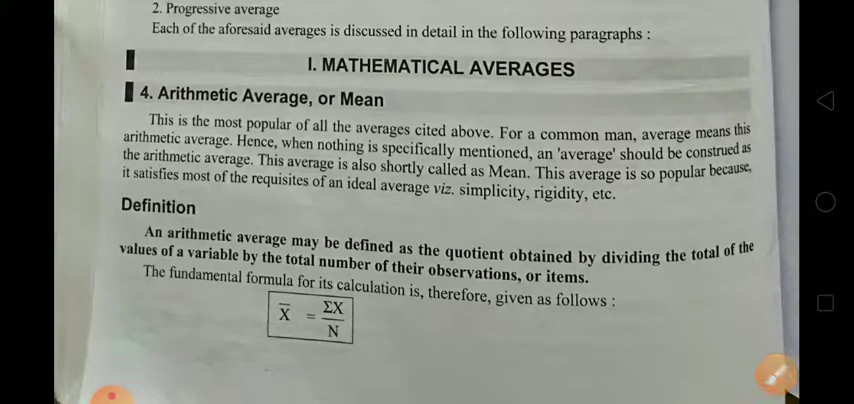 2. Progressive average
Each of the aforesaid averages is discussed in detail in the following paragraphs :
I. MATHEMATICAL AVERAGES
4. Arithmetic Average, or Mean
This is the most popular of all the averages cited above. For a common man, average means this
arithmetic average. Hence, when nothing is specifically mentioned, an 'average' should be construed as
the arithmetic average. This average is also shortly called as Mean. This average is so popular because,
it satisfies most of the requisites of an ideal average viz. simplicity, rigidity, etc.
Definition
An arithmetic average may be defined as the quotient obtained by dividing the total of the
values of a variable by the total number of their observations, or items.
The fundamental formula for its calculation is, therefore, given as follows :
X̅ = ΣX / N